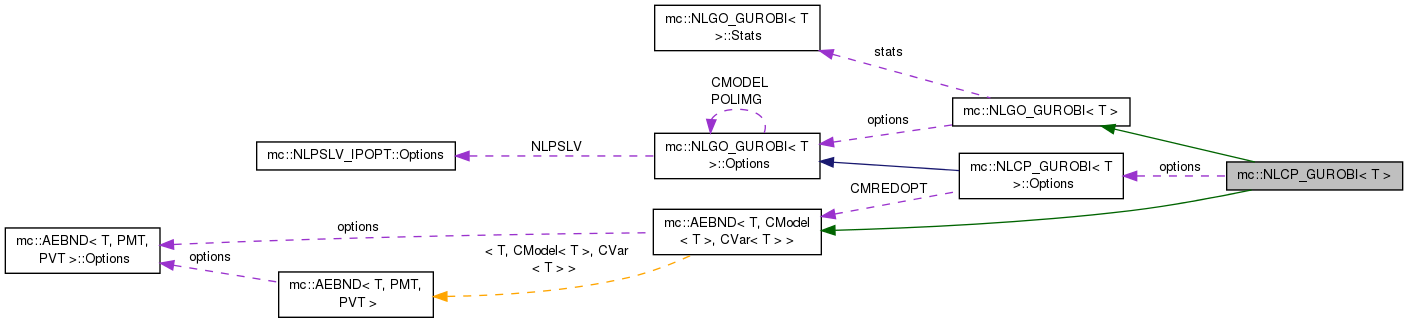 mc::NLGO_GUROBI< T
>::Stats
stats
CMODEL
POLIMG
mc::NLGO_GUROBI< T >
options
NLPSLV
mc::NLPSLV_IPOPT::Options
mc::NLGO_GUROBI< T
>::Options
mc::NLCP_GUROBI< T
>::Options
options
mc::NLCP_GUROBI< T >
CMREDOPT
mc::AEBND< T, CModel
< T >, CVar< T > >
options
mc::AEBND< T, PMT,
PVT >::Options
options
< T, CModel< T >, CVar
< T > >
mc::AEBND< T, PMT,
PVT >